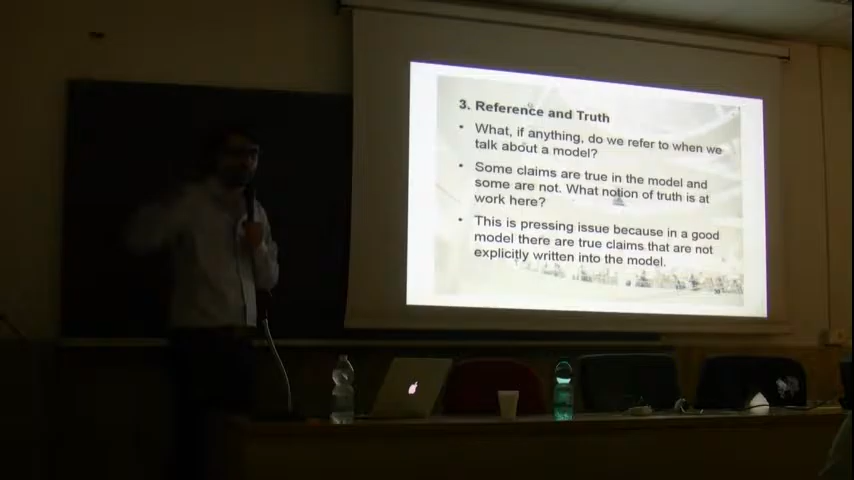 3. Reference and Truth
• What, if anything, do we refer to when we
talk about a model?
• Some claims are true in the model and
some are not. What notion of truth is at
work here?
• This is pressing issue because in a good
model there are true claims that are not
explicitly written into the model.